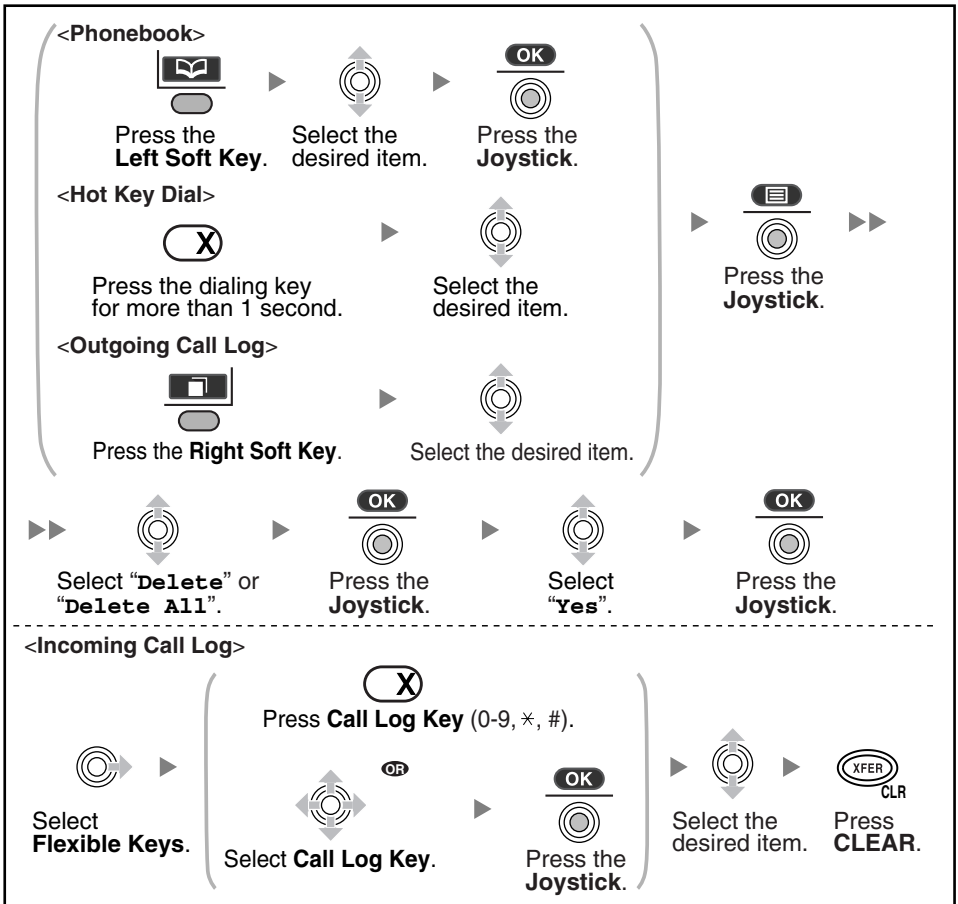 <Phonebook>
OK
Press the
Left Soft Key.
Select the
desired item.
Press the
Joystick.
<Hot Key Dial>
X
Press the dialing key
for more than 1 second.
Select the
desired item.
Press the
Joystick.
<Outgoing Call Log>
Press the Right Soft Key.
Select the desired item.
OK
OK
Select “Delete” or
“Delete All”.
Press the
Joystick.
Select
“Yes”.
Press the
Joystick.
<Incoming Call Log>
X
Press Call Log Key (0-9, ✳, #).
OR
OK
XFER
CLR
Select
Flexible Keys.
Select Call Log Key.
Press the
Joystick.
Select the
desired item.
Press
CLEAR.